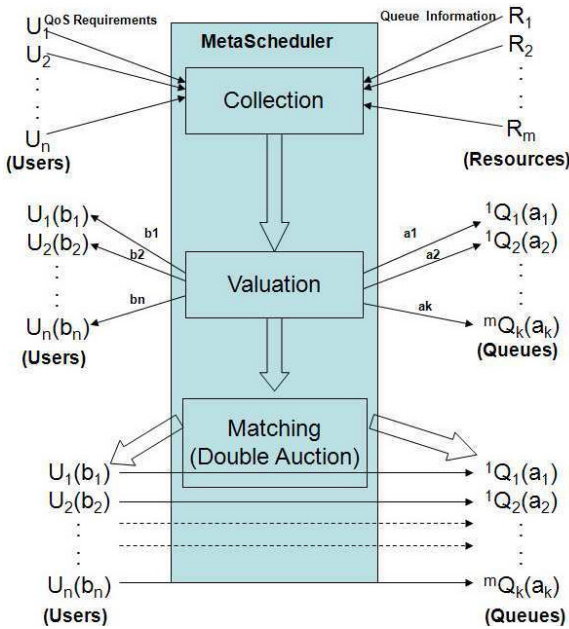 U₁ QoS Requirements
Queue Information R₁
MetaScheduler
U₂
R₂
Collection
Uₙ
(Users)
Rₘ
(Resources)
U₁(b₁)
b1
a1
¹Q₁(a₁)
U₂(b₂)
b2
a2
¹Q₂(a₂)
Valuation
Uₙ(bₙ)
bn
ak
ᵐQₖ(aₖ)
(Users)
(Queues)
Matching
(Double Auction)
U₁(b₁)
¹Q₁(a₁)
U₂(b₂)
¹Q₂(a₂)
Uₙ(bₙ)
ᵐQₖ(aₖ)
(Users)
(Queues)